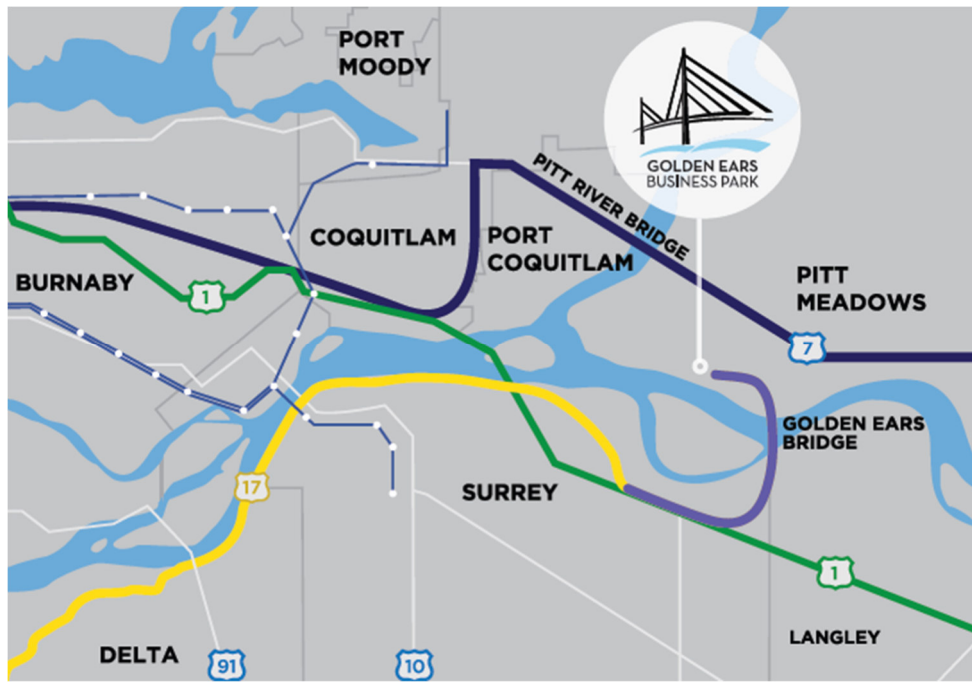 PORT
MOODY
GOLDEN EARS
BUSINESS PARK
PITT RIVER BRIDGE
COQUITLAM
PORT
COQUITLAM
BURNABY
1
PITT
MEADOWS
7
GOLDEN EARS
BRIDGE
17
SURREY
1
LANGLEY
DELTA
91
10